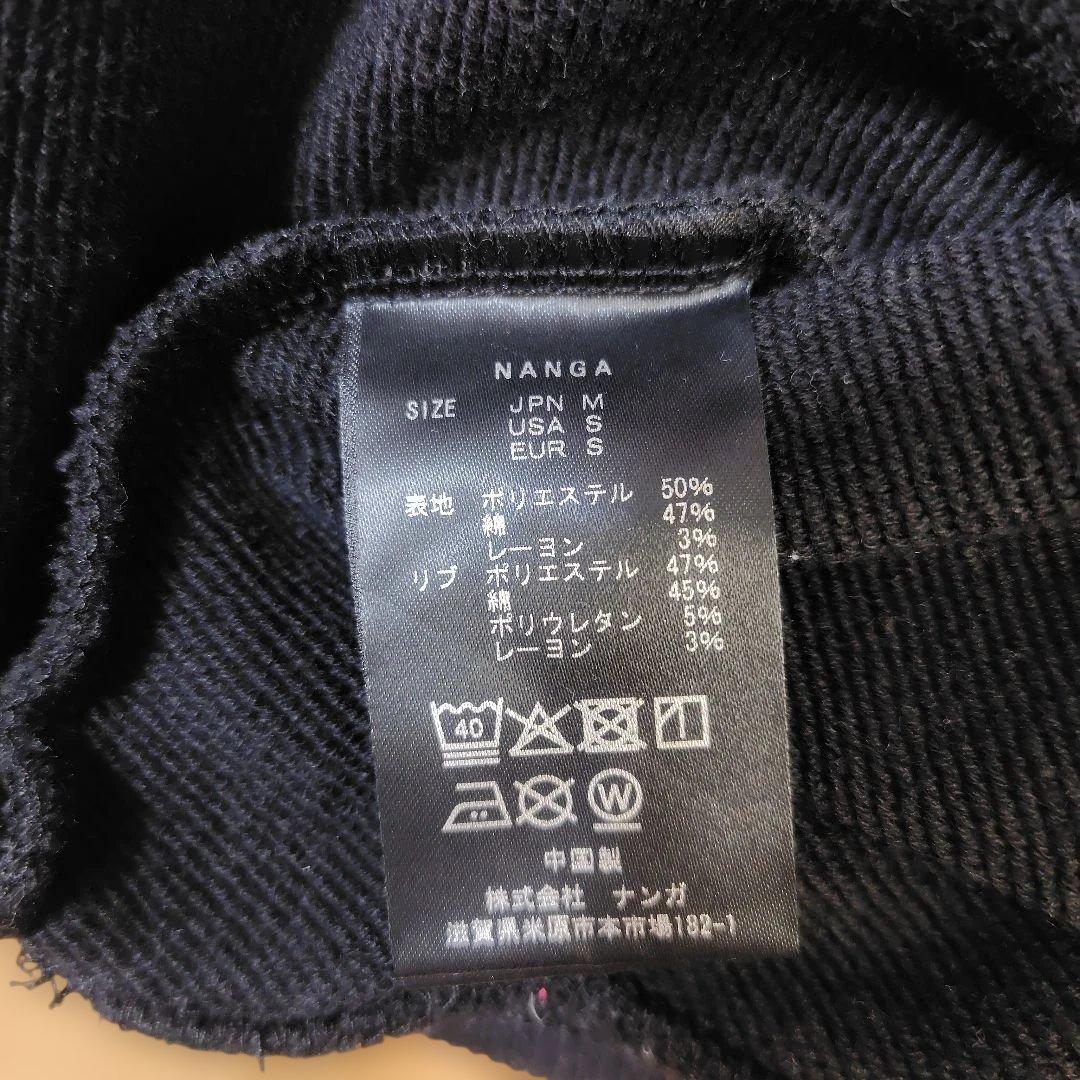 NANGA
SIZE JPN M
USA S
EUR S
表地 ポリエステル 50%
綿 47%
レーヨン 3%
リブ ポリエステル 47%
綿 45%
ポリウレタン 5%
レーヨン 3%
40
W
中国製
株式会社 ナンガ
滋賀県米原市本市場182-1